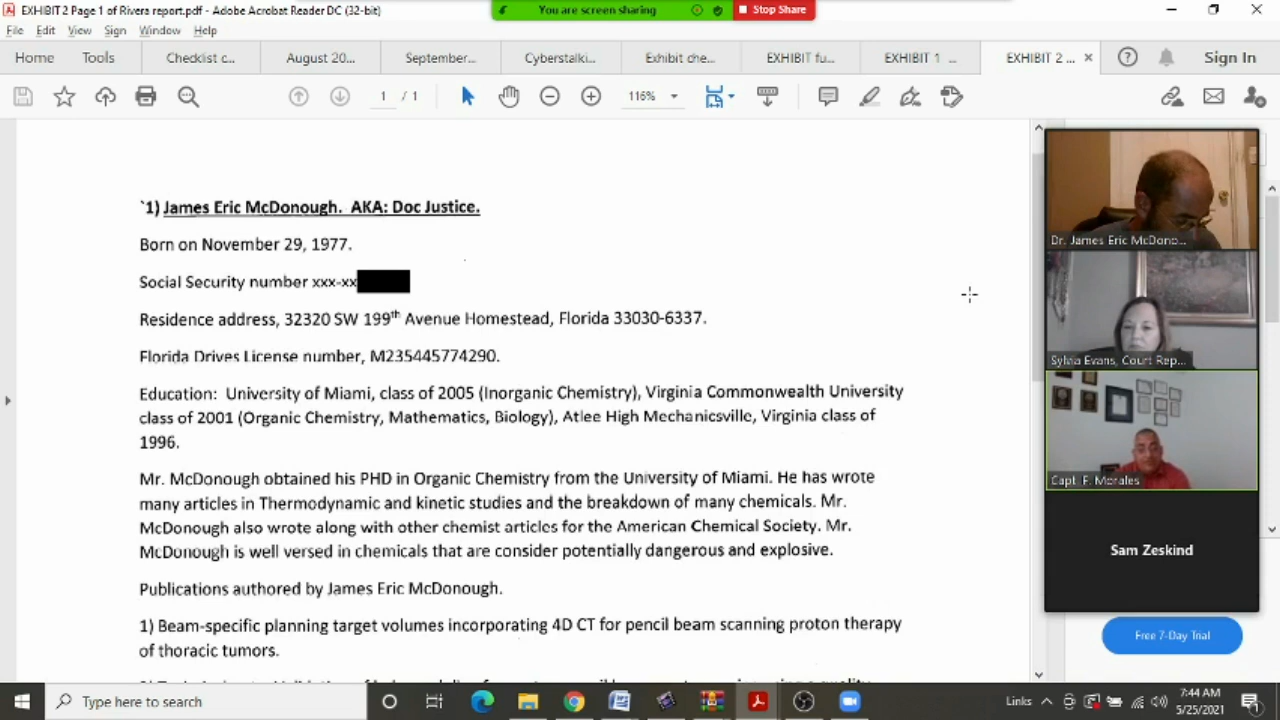 EXHIBIT 2 Page 1 of Rivera report.pdf - Adobe Acrobat Reader DC (32-bit)
You are screen sharing
Stop Share
File Edit View Sign Window Help
Home Tools Checklist c... August 20... September... Cyberstalki... Exhibit che... EXHIBIT fu... EXHIBIT 1 ... EXHIBIT 2 ... Sign In
1 / 1 116%
`1) James Eric McDonough. AKA: Doc Justice.
Born on November 29, 1977.
Social Security number xxx-xx
Residence address, 32320 SW 199th Avenue Homestead, Florida 33030-6337.
Florida Drives License number, M235445774290.
Education: University of Miami, class of 2005 (Inorganic Chemistry), Virginia Commonwealth University
class of 2001 (Organic Chemistry, Mathematics, Biology), Atlee High Mechanicsville, Virginia class of
1996.
Mr. McDonough obtained his PHD in Organic Chemistry from the University of Miami. He has wrote
many articles in Thermodynamic and kinetic studies and the breakdown of many chemicals. Mr.
McDonough also wrote along with other chemist articles for the American Chemical Society. Mr.
McDonough is well versed in chemicals that are consider potentially dangerous and explosive.
Publications authored by James Eric McDonough.
1) Beam-specific planning target volumes incorporating 4D CT for pencil beam scanning proton therapy
of thoracic tumors.
Dr. James Eric McDono...
Sylvia Evans, Court Rep...
Capt. F. Morales
Sam Zeskind
Free 7-Day Trial
Type here to search
Links
7:44 AM
5/25/2021